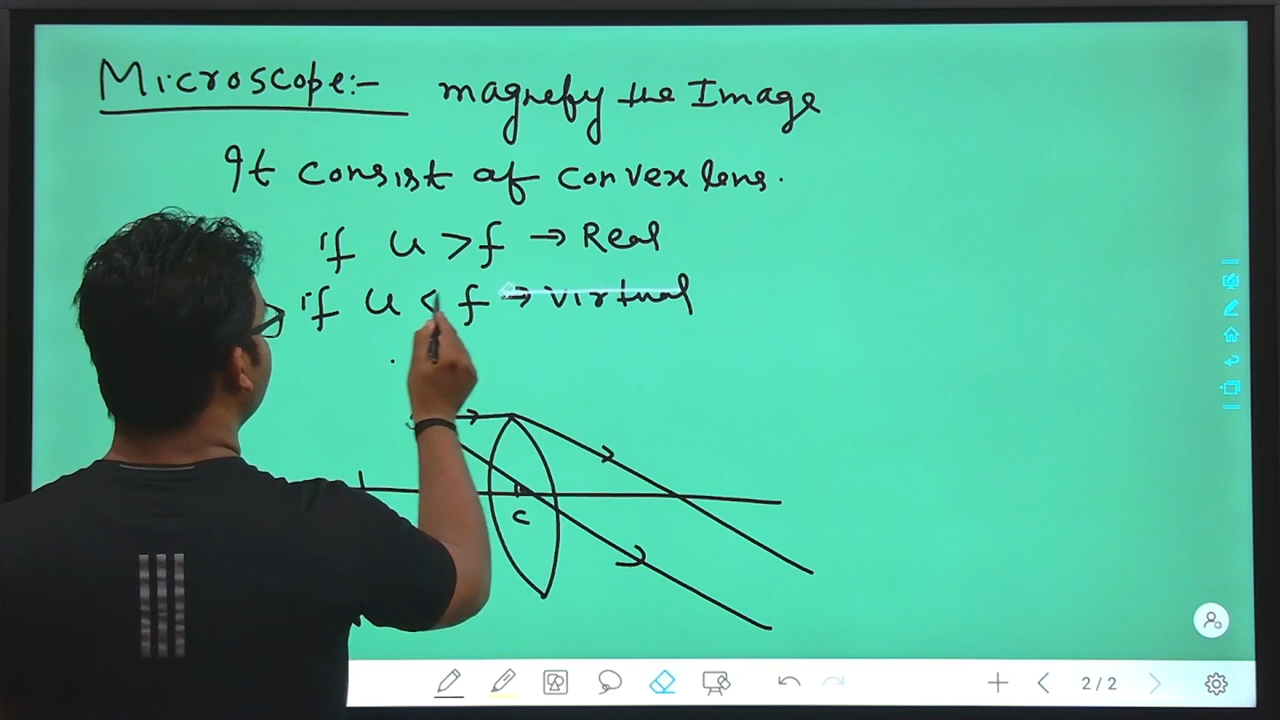 Microscope:- magnefy the Image
It consist of convex lens.
if u > f → Real
if u < f → virtual
c
2/2